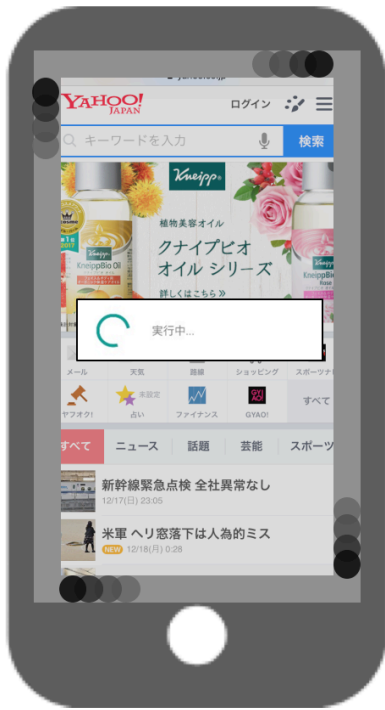 YAHOO!
JAPAN
ログイン
キーワードを入力
検索
Kneipp®
植物美容オイル
クナイプビオ
オイル シリーズ
詳しくはこちら»
Kneipp
KneippBio Oil
2017
実行中...
メール
天気
路線
ショッピング
スポーツナビ
ヤフオク!
未設定
占い
ファイナンス
GYAO!
すべて
すべて
ニュース
話題
芸能
スポーツ
新幹線緊急点検 全社異常なし
12/17(日) 23:05
米軍 ヘリ窓落下は人為的ミス
NEW 12/18(月) 0:28